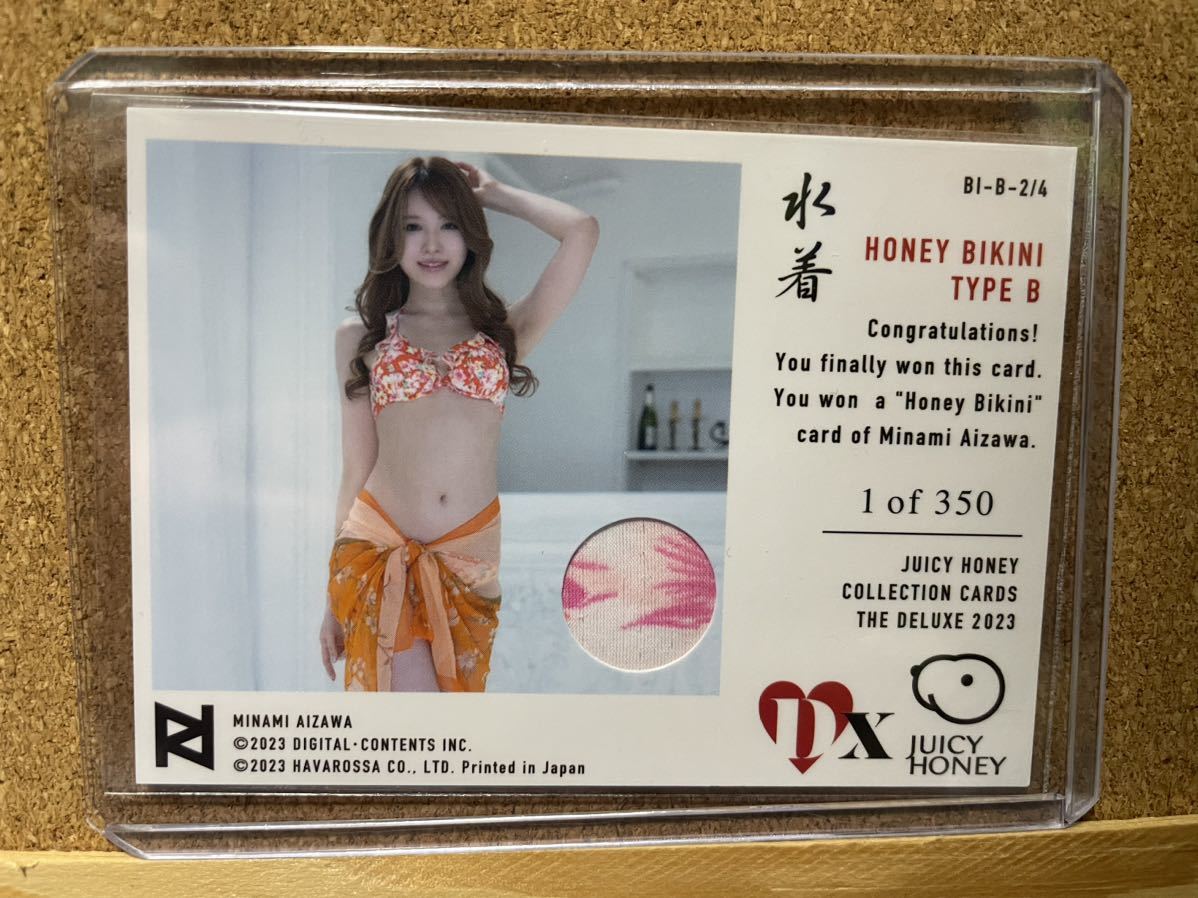 水着
BI-B-2/4
HONEY BIKINI
TYPE B
Congratulations!
You finally won this card.
You won a "Honey Bikini"
card of Minami Aizawa.
1 of 350
JUICY HONEY
COLLECTION CARDS
THE DELUXE 2023
DX
JUICY
HONEY
MINAMI AIZAWA
©2023 DIGITAL・CONTENTS INC.
©2023 HAVAROSSA CO., LTD. Printed in Japan